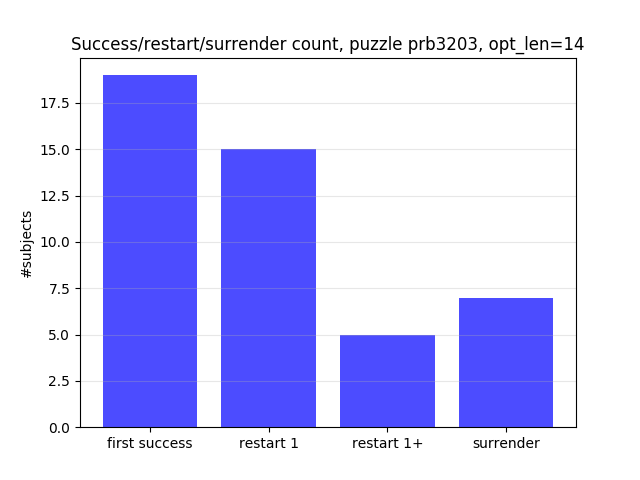 Success/restart/surrender count, puzzle prb3203, opt_len=14
#subjects
17.5
15.0
12.5
10.0
7.5
5.0
2.5
0.0
first success restart 1 restart 1+ surrender